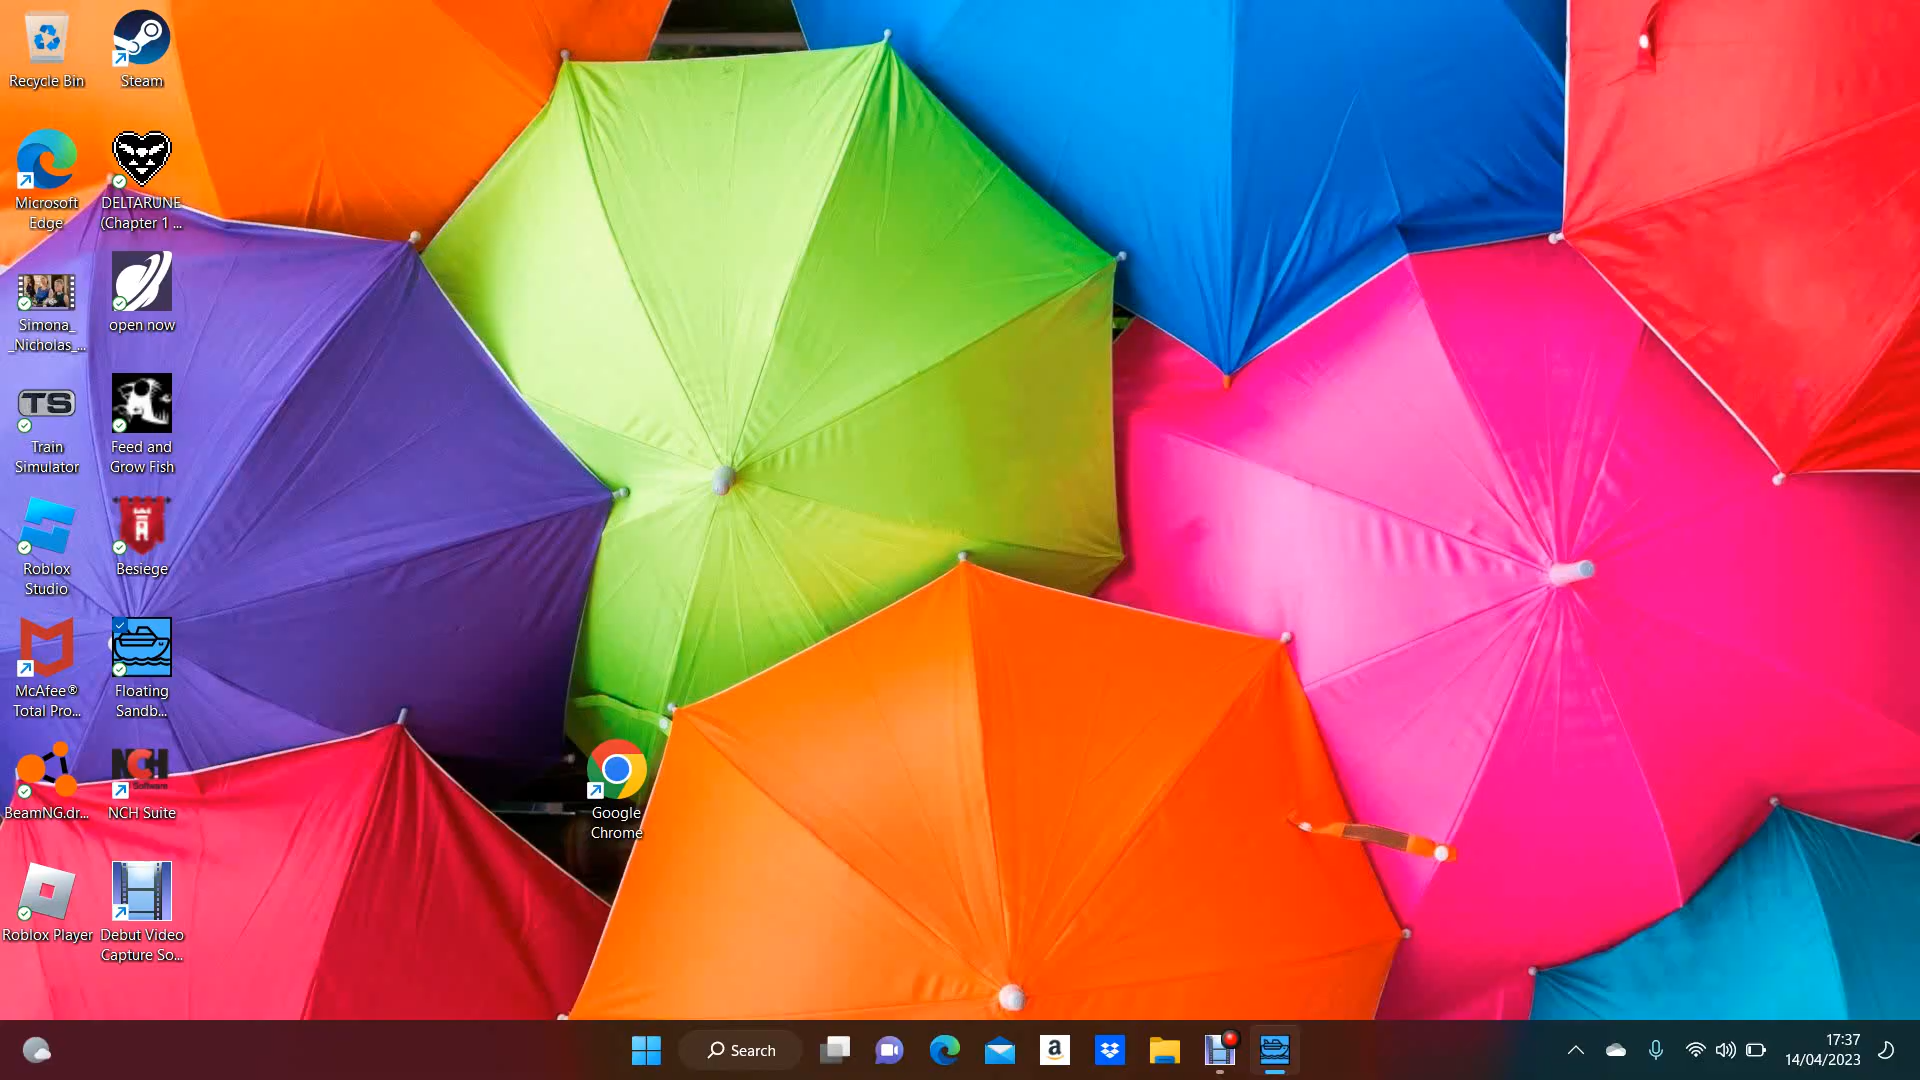 Recycle Bin
Steam
Microsoft
Edge
DELTARUNE
(Chapter 1 ...
Simona_
_Nicholas_...
open now
TS
Train
Simulator
Feed and
Grow Fish
Roblox
Studio
Besiege
McAfee®
Total Pro...
Floating
Sandb...
BeamNG.dr...
NCH
Software
NCH Suite
Google
Chrome
Roblox Player
Debut Video
Capture So...
Search
a
17:37
14/04/2023